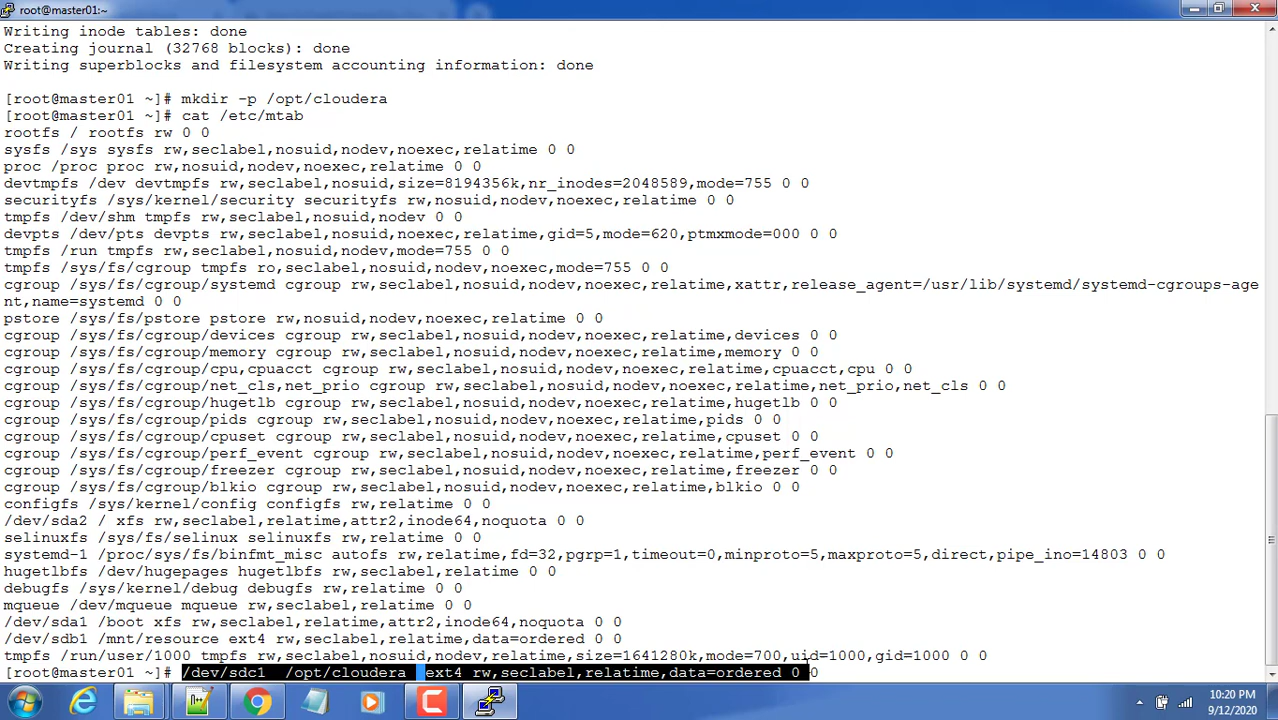 root@master01:~
Writing inode tables: done
Creating journal (32768 blocks): done
Writing superblocks and filesystem accounting information: done
[root@master01 ~]# mkdir -p /opt/cloudera
[root@master01 ~]# cat /etc/mtab
rootfs / rootfs rw 0 0
sysfs /sys sysfs rw,seclabel,nosuid,nodev,noexec,relatime 0 0
proc /proc proc rw,nosuid,nodev,noexec,relatime 0 0
devtmpfs /dev devtmpfs rw,seclabel,nosuid,size=8194356k,nr_inodes=2048589,mode=755 0 0
securityfs /sys/kernel/security securityfs rw,nosuid,nodev,noexec,relatime 0 0
tmpfs /dev/shm tmpfs rw,seclabel,nosuid,nodev 0 0
devpts /dev/pts devpts rw,seclabel,nosuid,noexec,relatime,gid=5,mode=620,ptmxmode=000 0 0
tmpfs /run tmpfs rw,seclabel,nosuid,nodev,mode=755 0 0
tmpfs /sys/fs/cgroup tmpfs ro,seclabel,nosuid,nodev,noexec,mode=755 0 0
cgroup /sys/fs/cgroup/systemd cgroup rw,seclabel,nosuid,nodev,noexec,relatime,xattr,release_agent=/usr/lib/systemd/systemd-cgroups-age
nt,name=systemd 0 0
pstore /sys/fs/pstore pstore rw,nosuid,nodev,noexec,relatime 0 0
cgroup /sys/fs/cgroup/devices cgroup rw,seclabel,nosuid,nodev,noexec,relatime,devices 0 0
cgroup /sys/fs/cgroup/memory cgroup rw,seclabel,nosuid,nodev,noexec,relatime,memory 0 0
cgroup /sys/fs/cgroup/cpu,cpuacct cgroup rw,seclabel,nosuid,nodev,noexec,relatime,cpuacct,cpu 0 0
cgroup /sys/fs/cgroup/net_cls,net_prio cgroup rw,seclabel,nosuid,nodev,noexec,relatime,net_prio,net_cls 0 0
cgroup /sys/fs/cgroup/hugetlb cgroup rw,seclabel,nosuid,nodev,noexec,relatime,hugetlb 0 0
cgroup /sys/fs/cgroup/pids cgroup rw,seclabel,nosuid,nodev,noexec,relatime,pids 0 0
cgroup /sys/fs/cgroup/cpuset cgroup rw,seclabel,nosuid,nodev,noexec,relatime,cpuset 0 0
cgroup /sys/fs/cgroup/perf_event cgroup rw,seclabel,nosuid,nodev,noexec,relatime,perf_event 0 0
cgroup /sys/fs/cgroup/freezer cgroup rw,seclabel,nosuid,nodev,noexec,relatime,freezer 0 0
cgroup /sys/fs/cgroup/blkio cgroup rw,seclabel,nosuid,nodev,noexec,relatime,blkio 0 0
configfs /sys/kernel/config configfs rw,relatime 0 0
/dev/sda2 / xfs rw,seclabel,relatime,attr2,inode64,noquota 0 0
selinuxfs /sys/fs/selinux selinuxfs rw,relatime 0 0
systemd-1 /proc/sys/fs/binfmt_misc autofs rw,relatime,fd=32,pgrp=1,timeout=0,minproto=5,maxproto=5,direct,pipe_ino=14803 0 0
hugetlbfs /dev/hugepages hugetlbfs rw,seclabel,relatime 0 0
debugfs /sys/kernel/debug debugfs rw,relatime 0 0
mqueue /dev/mqueue mqueue rw,seclabel,relatime 0 0
/dev/sda1 /boot xfs rw,seclabel,relatime,attr2,inode64,noquota 0 0
/dev/sdb1 /mnt/resource ext4 rw,seclabel,relatime,data=ordered 0 0
tmpfs /run/user/1000 tmpfs rw,seclabel,nosuid,nodev,relatime,size=1641280k,mode=700,uid=1000,gid=1000 0 0
[root@master01 ~]# /dev/sdc1  /opt/cloudera  ext4 rw,seclabel,relatime,data=ordered 0 0
10:20 PM
9/12/2020